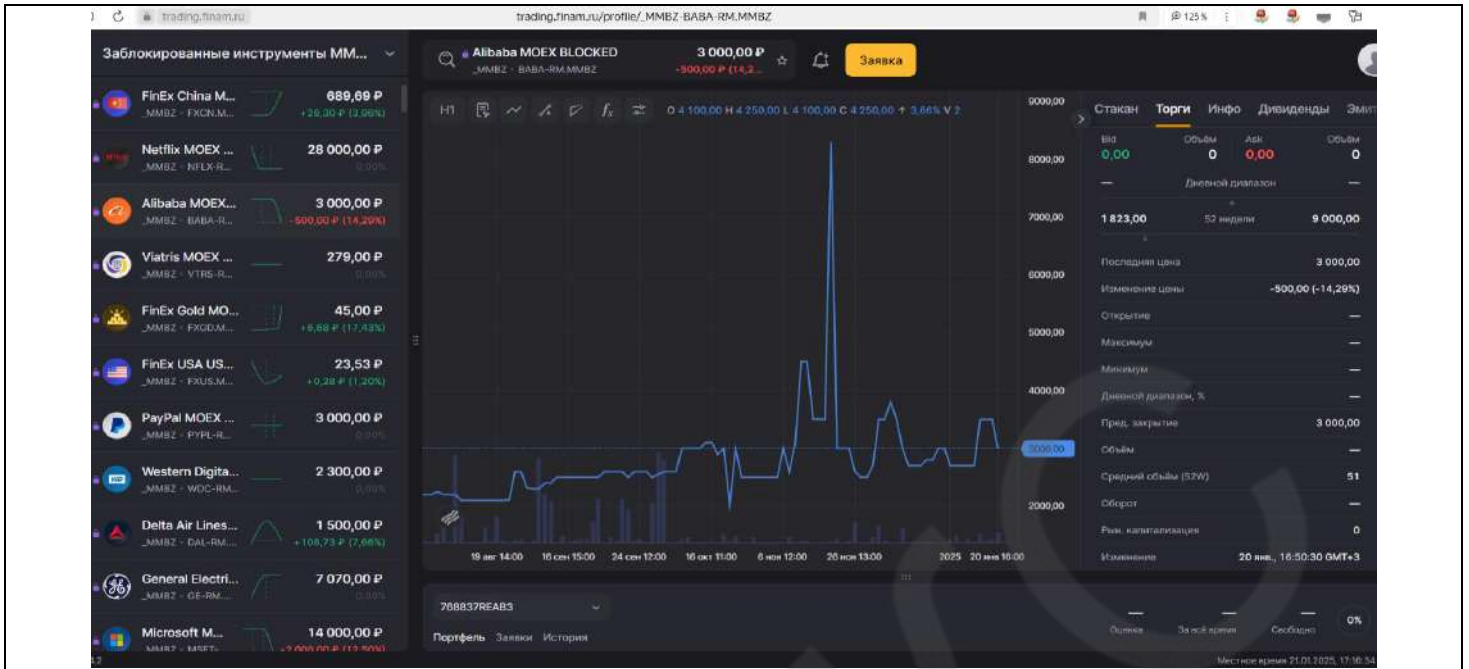 trading.finam.ru
trading.finam.ru/profile/_MMBZ-BABA-RM.MMBZ
125 %
Заблокированные инструменты ММ...
Alibaba MOEX BLOCKED
_MMBZ · BABA-RM.MMBZ
3 000,00 ₽
-500,00 ₽ (14,2...
Заявка
FinEx China M...
_MMBZ · FXCN.M...
689,69 ₽
Netflix MOEX ...
_MMBZ · NFLX-R...
28 000,00 ₽
0,00%
Alibaba MOEX...
_MMBZ · BABA-R...
3 000,00 ₽
-500,00 ₽ (14,29%)
Viatris MOEX ...
_MMBZ · VTRS-R...
279,00 ₽
0,00%
FinEx Gold MO...
_MMBZ · FXGD.M...
45,00 ₽
+6,68 ₽ (17,43%)
FinEx USA US...
_MMBZ · FXUS.M...
23,53 ₽
+0,28 ₽ (1,20%)
PayPal MOEX ...
_MMBZ · PYPL-R...
3 000,00 ₽
0,00%
Western Digita...
_MMBZ · WDC-RM...
2 300,00 ₽
0,00%
Delta Air Lines...
_MMBZ · DAL-RM....
1 500,00 ₽
+106,73 ₽ (7,66%)
General Electri...
_MMBZ · GE-RM....
7 070,00 ₽
0,00%
Microsoft M...
_MMBZ · MSFT-
14 000,00 ₽
-2 000,00 ₽ (12,50%)
H1
O 4 100,00 H 4 250,00 L 4 100,00 C 4 250,00 ↑ 3,66% V 2
9000,00
8000,00
7000,00
6000,00
5000,00
4000,00
3000,00
2000,00
19 авг 14:00 16 сен 15:00 24 сен 12:00 16 окт 11:00 6 ноя 12:00 26 ноя 13:00 2025 20 янв 16:00
768837REAB3
Портфель Заявки История
Стакан Торги Инфо Дивиденды Эмит
Bid Объём Ask Объём
0,00 0 0,00 0
— Дневной диапазон —
1 823,00 52 недели 9 000,00
Последняя цена 3 000,00
Изменение цены -500,00 (-14,29%)
Открытие —
Максимум —
Минимум —
Дневной диапазон, % —
Пред. закрытие 3 000,00
Объём —
Средний объём (52W) 51
Оборот —
Рын. капитализация 0
Изменение 20 янв., 16:50:30 GMT+3
— — — 0%
Оценка За всё время Свободно
Местное время 21.01.2025, 17:16:54